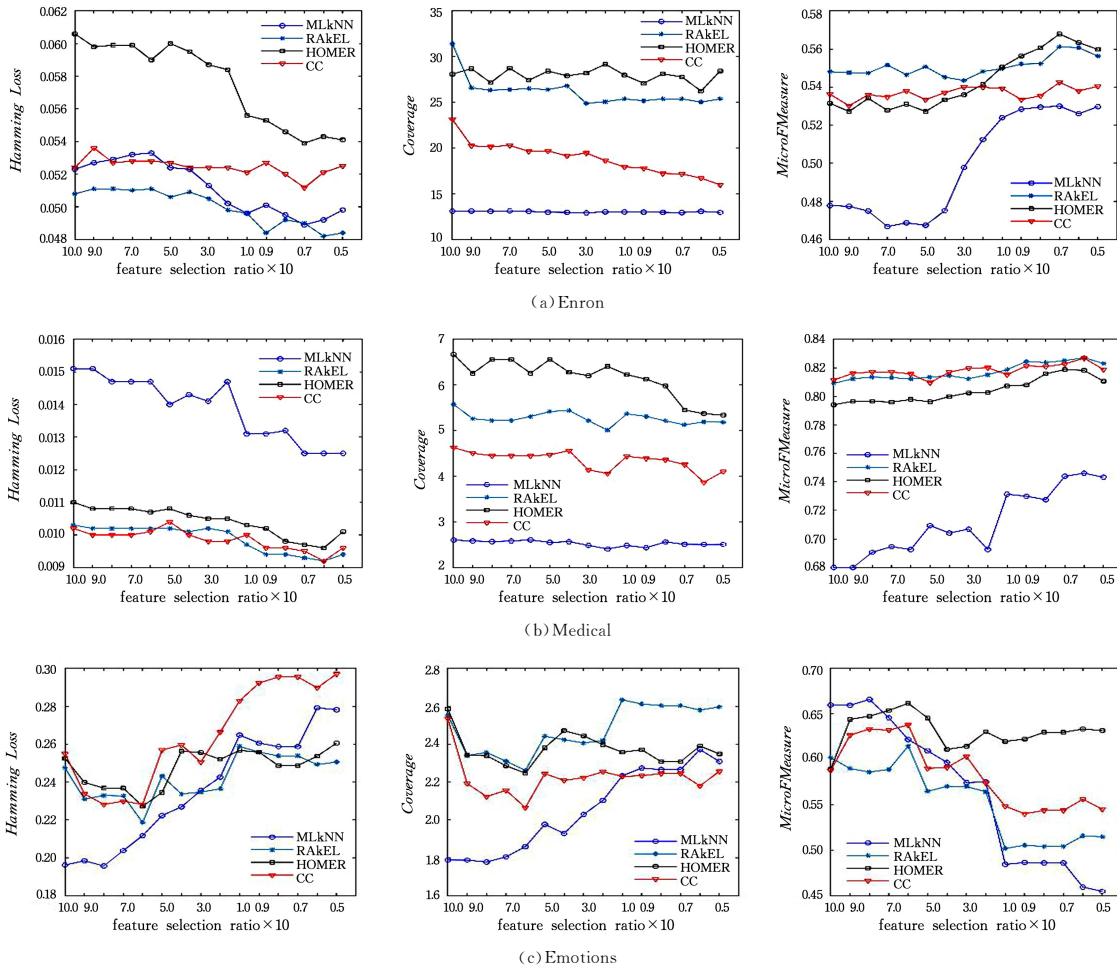 Hamming Loss
0.062
0.060
0.058
0.056
0.054
0.052
0.050
0.048
MLkNN
RAkEL
HOMER
CC
10.0 9.0 7.0 5.0 3.0 1.0 0.9 0.7 0.5
feature selection ratio×10
Coverage
45
40
35
30
25
20
15
10
MLkNN
RAkEL
HOMER
CC
10.0 9.0 7.0 5.0 3.0 1.0 0.9 0.7 0.5
feature selection ratio×10
MicroFMeasure
0.58
0.56
0.53
0.50
0.48
0.46
MLkNN
RAkEL
HOMER
CC
10.0 9.0 7.0 5.0 3.0 1.0 0.9 0.7 0.5
feature selection ratio×10
(a)Enron
Hamming Loss
0.016
0.015
0.014
0.013
0.012
0.011
0.010
0.009
MLkNN
RAkEL
HOMER
CC
10.0 9.0 7.0 5.0 3.0 1.0 0.9 0.7 0.5
feature selection ratio×10
Coverage
7
6
5
4
3
2
MLkNN
RAkEL
HOMER
CC
10.0 9.0 7.0 5.0 3.0 1.0 0.9 0.7 0.5
feature selection ratio×10
MicroFMeasure
0.84
0.82
0.80
0.78
0.76
0.74
0.72
0.70
0.68
MLkNN
RAkEL
HOMER
CC
10.0 9.0 7.0 5.0 3.0 1.0 0.9 0.7 0.5
feature selection ratio×10
(b)Medical
Hamming Loss
0.30
0.28
0.26
0.24
0.22
0.20
0.18
MLkNN
RAkEL
HOMER
CC
10.0 9.0 7.0 5.0 3.0 1.0 0.9 0.7 0.5
feature selection ratio×10
Coverage
2.8
2.6
2.4
2.2
2.0
1.8
1.6
MLkNN
RAkEL
HOMER
CC
10.0 9.0 7.0 5.0 3.0 1.0 0.9 0.7 0.5
feature selection ratio×10
MicroFMeasure
0.70
0.65
0.60
0.55
0.50
0.45
MLkNN
RAkEL
HOMER
CC
10.0 9.0 7.0 5.0 3.0 1.0 0.9 0.7 0.5
feature selection ratio×10
(c)Emotions